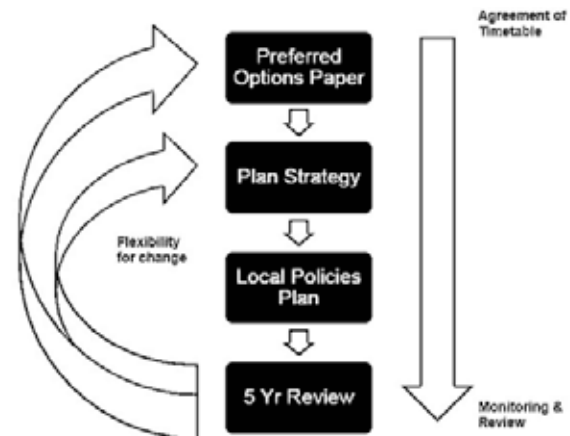 Agreement of
Timetable
Preferred
Options Paper
Plan Strategy
Flexibility
for change
Local Policies
Plan
5 Yr Review
Monitoring &
Review